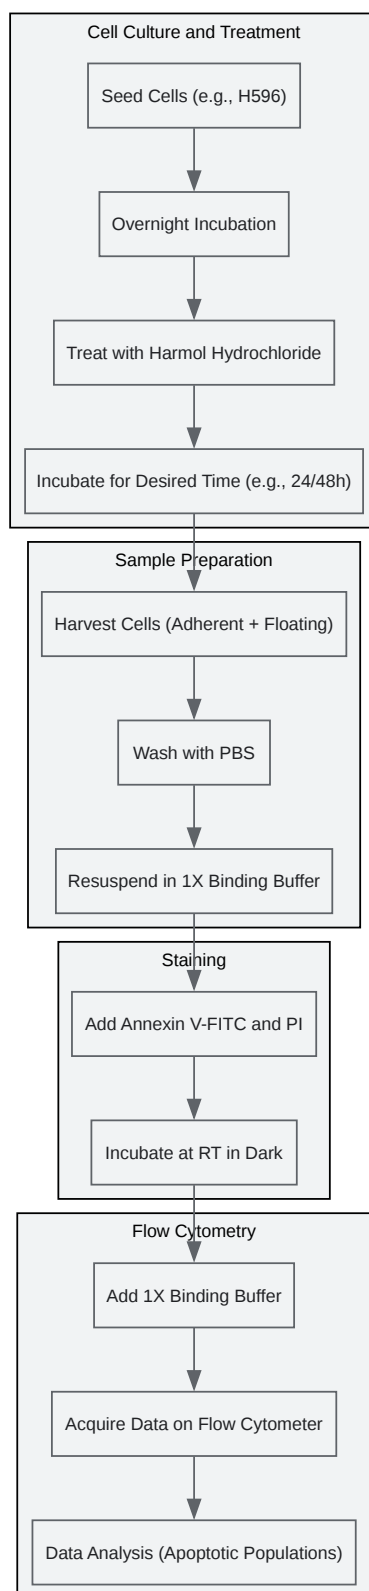 Cell Culture and Treatment
Seed Cells (e.g., H596)
Overnight Incubation
Treat with Harmol Hydrochloride
Incubate for Desired Time (e.g., 24/48h)
Sample Preparation
Harvest Cells (Adherent + Floating)
Wash with PBS
Resuspend in 1X Binding Buffer
Staining
Add Annexin V-FITC and PI
Incubate at RT in Dark
Flow Cytometry
Add 1X Binding Buffer
Acquire Data on Flow Cytometer
Data Analysis (Apoptotic Populations)